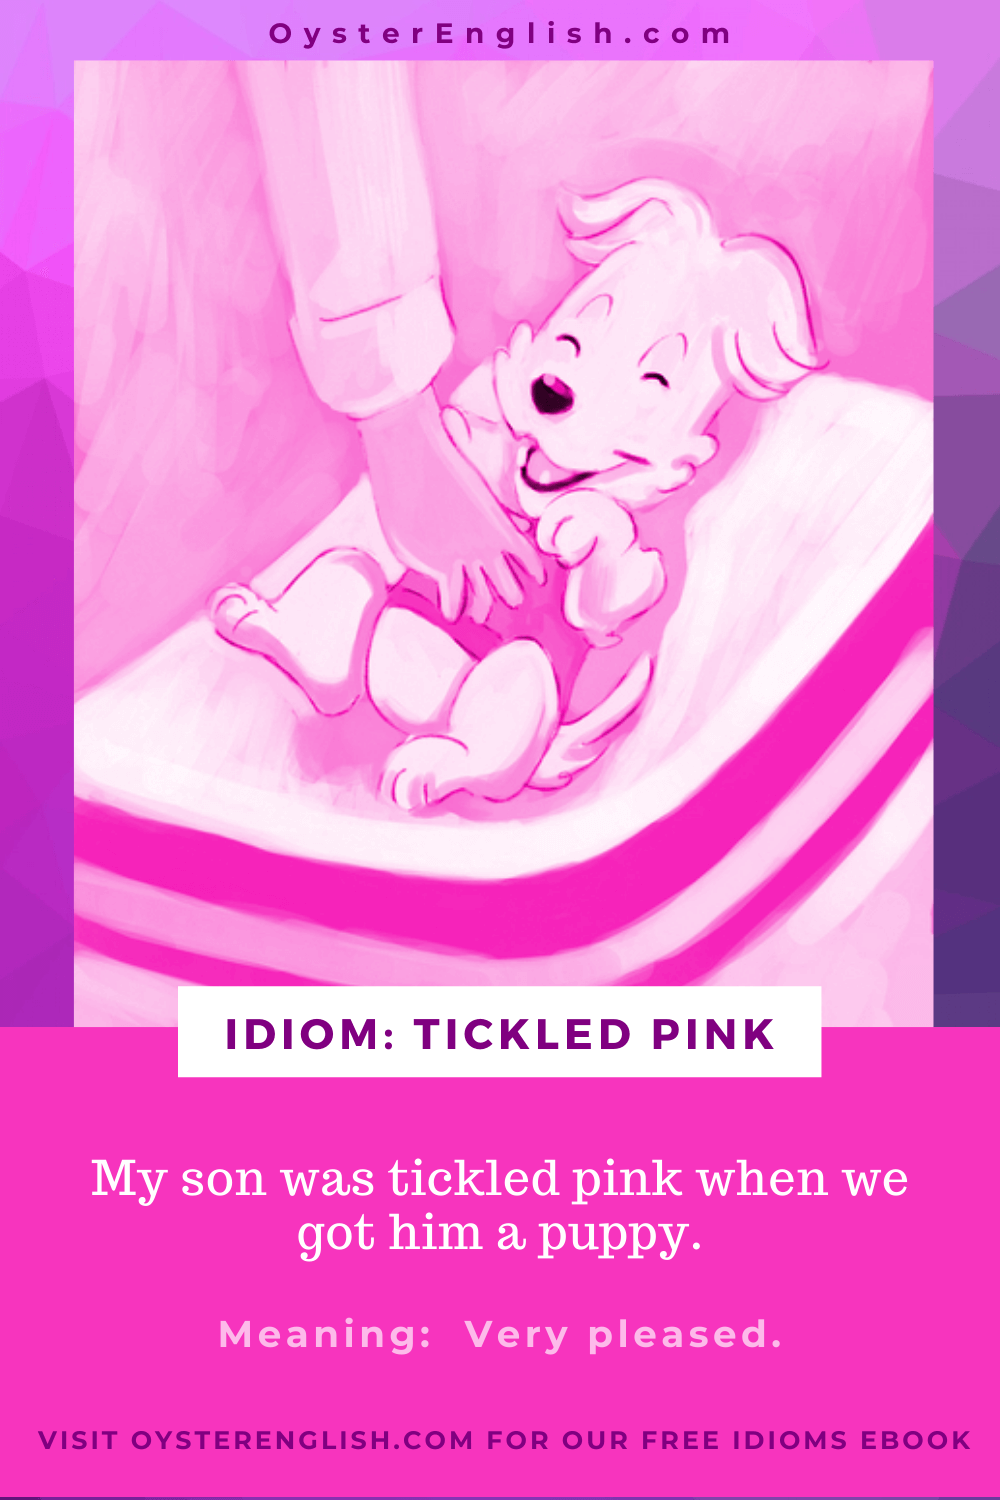 OysterEnglish.com
IDIOM: TICKLED PINK
My son was tickled pink when we
got him a puppy.
Meaning: Very pleased.
VISIT OYSTERENGLISH.COM FOR OUR FREE IDIOMS EBOOK